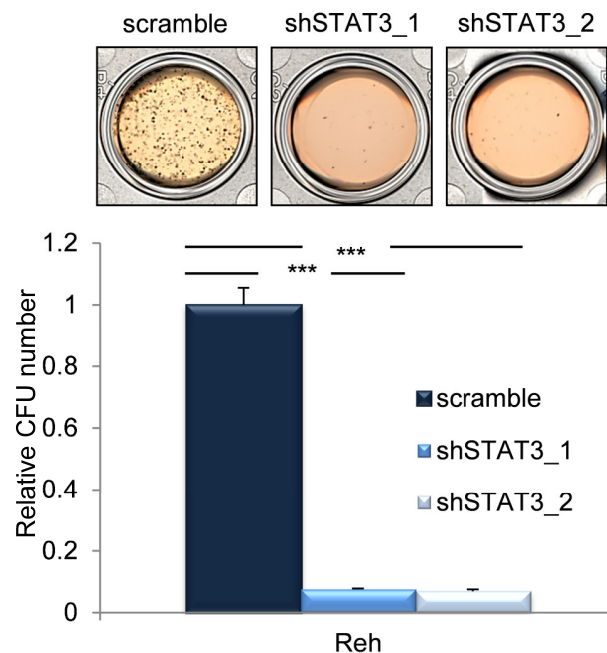 scramble shSTAT3_1 shSTAT3_2
1.2
***
***
1
0.8
0.6
0.4
0.2
0
Relative CFU number
scramble
shSTAT3_1
shSTAT3_2
Reh